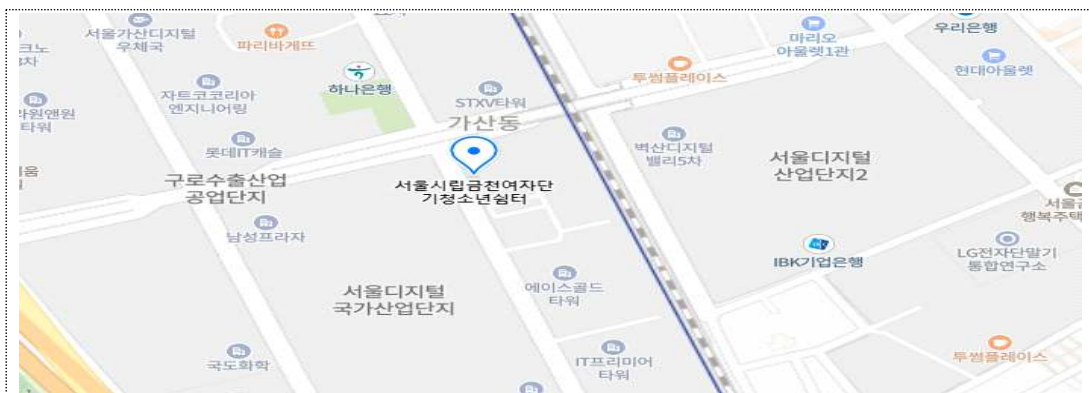 서울가산디지털
우체국
파리바게뜨
마리오
아울렛1관
우리은행
현대아울렛
투썸플레이스
하나은행
자트코코리아
엔지니어링
STXV타워
가산동
타워
롯데IT캐슬
벽산디지털
밸리5차
서울디지털
산업단지2
구로수출산업
공업단지
서울시립금천여자단
기청소년쉼터
행복주택
남성프라자
IBK기업은행
LG전자단말기
통합연구소
서울디지털
국가산업단지
에이스골드
타워
국도화학
IT프리미어
타워
투썸플레이스